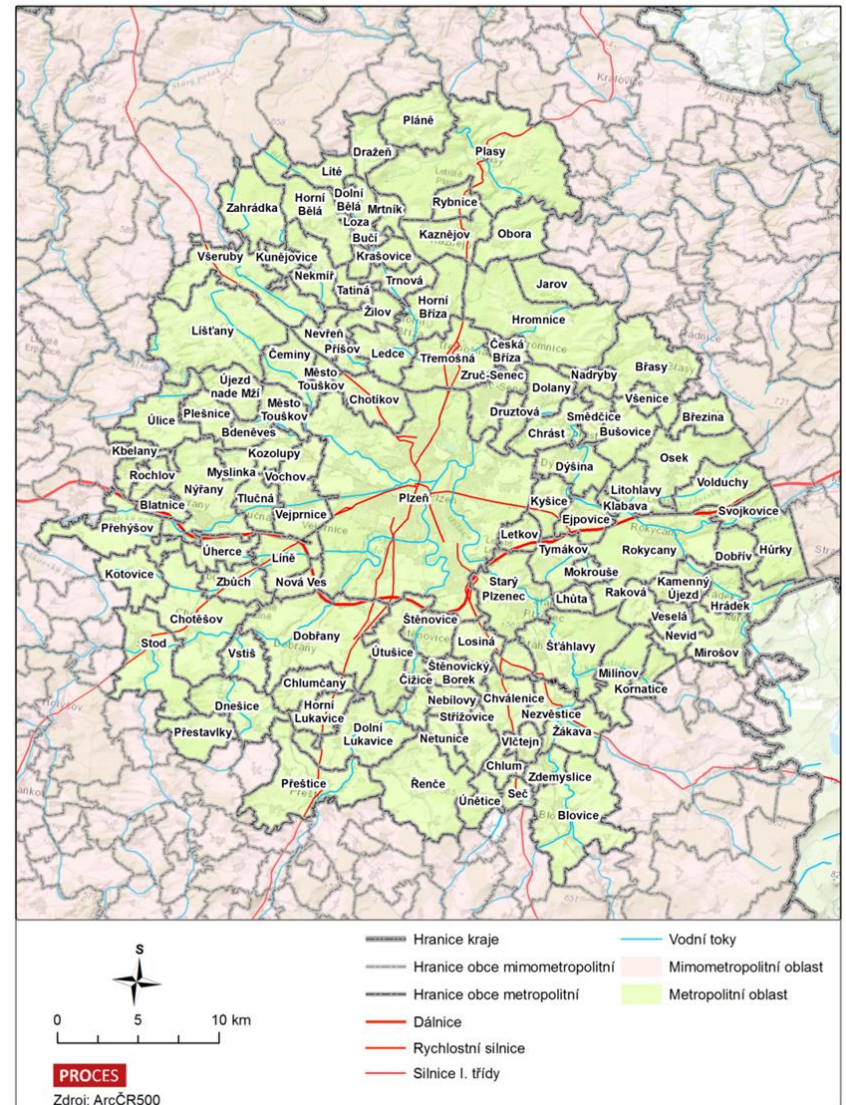 Kralovice
PLZEŇSKÝ KRAJ
Pláně
Dražeň
Plasy
Líté
Zahrádka
Horní
Bělá
Dolní
Bělá
Mrtník
Rybnice
Loza
Bučí
Kaznějov
Obora
Všeruby
Kunějovice
Krašovice
Nekmíř
Trnová
Tatiná
Jarov
Horní
Bříza
Žilov
Hromnice
Líšťany
Nevřeň
Příšov
Ledce
Třemošná
Česká
Bříza
Čeminy
Město
Touškov
Zruč-Senec
Nadryby
Břasy
Dolany
Újezd
nade Mží
Chotíkov
Všenice
Město
Touškov
Plešnice
Druztová
Smědčice
Březina
Úlice
Bdeněves
Chrást
Bušovice
Kbelany
Kozolupy
Osek
Rochlov
Myslinka
Vochov
Dýšina
Nýřany
Litohlavy
Volduchy
Tlučná
Plzeň
Kyšice
Klabava
Blatnice
Vejprnice
Ejpovice
Svojkovice
Přehýšov
Letkov
Tymákov
Rokycany
Úherce
Líně
Dobřív
Hůrky
Kotovice
Zbůch
Nová Ves
Starý
Plzenec
Mokrouše
Kamenný
Újezd
Lhůta
Raková
Hrádek
Chotěšov
Štěnovice
Veselá
Stod
Dobřany
Losiná
Nevid
Vstiš
Útušice
Šťáhlavy
Mirošov
Štěnovický
Borek
Chlumčany
Čižice
Milínov
Kornatice
Dnešice
Horní
Lukavice
Nebílovy
Chválenice
Střížovice
Nezvěstice
Přestavlky
Dolní
Lukavice
Netunice
Vlčtejn
Žákava
Chlum
Zdemyslice
Přeštice
Řenče
Únětice
Seč
Blovice
S
0 5 10 km
PROCES
Zdroj: ArcČR500
Hranice kraje
Hranice obce mimometropolitní
Hranice obce metropolitní
Dálnice
Rychlostní silnice
Silnice I. třídy
Vodní toky
Mimometropolitní oblast
Metropolitní oblast